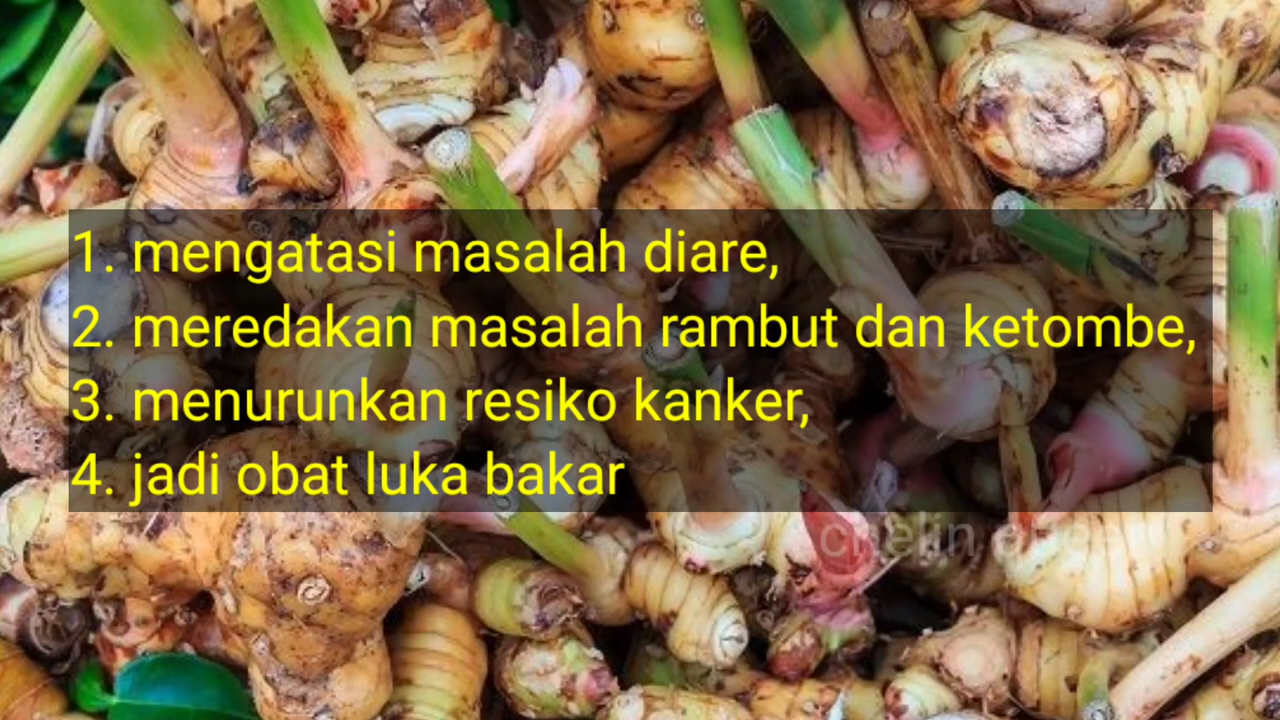 1. mengatasi masalah diare,
2. meredakan masalah rambut dan ketombe,
3. menurunkan resiko kanker,
4. jadi obat luka bakar